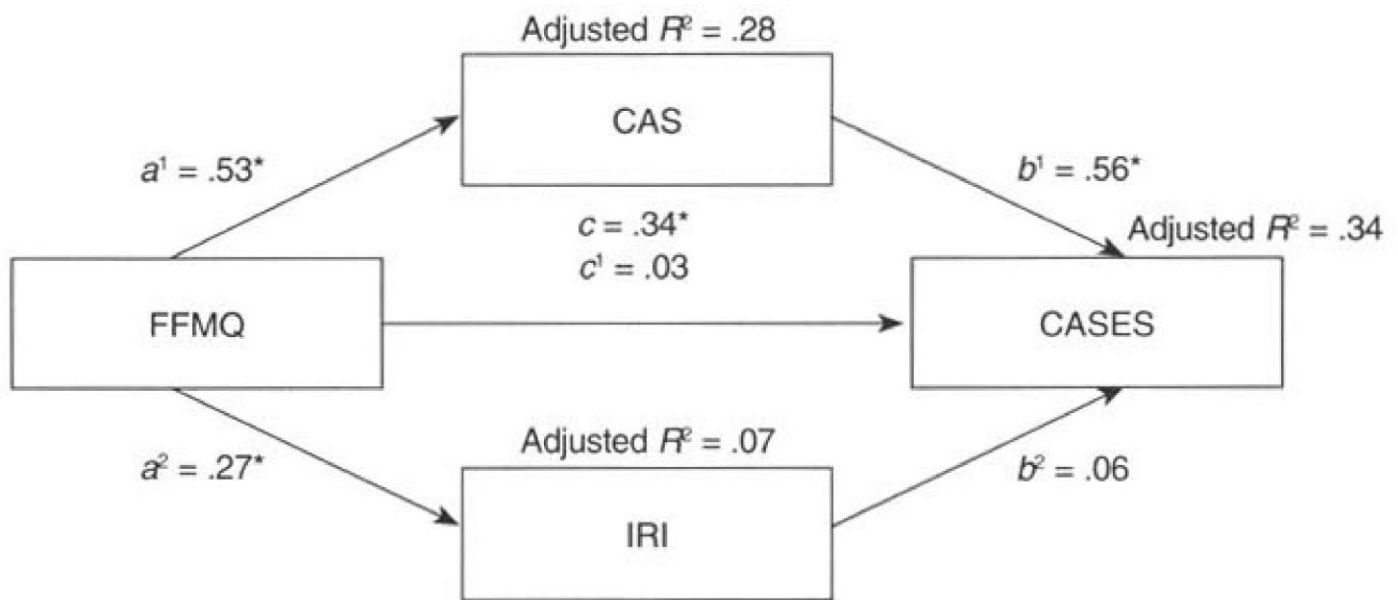 Adjusted R² = .28
CAS
a¹ = .53*
b¹ = .56*
c = .34*
c¹ = .03
Adjusted R² = .34
FFMQ
CASES
Adjusted R² = .07
a² = .27*
b² = .06
IRI